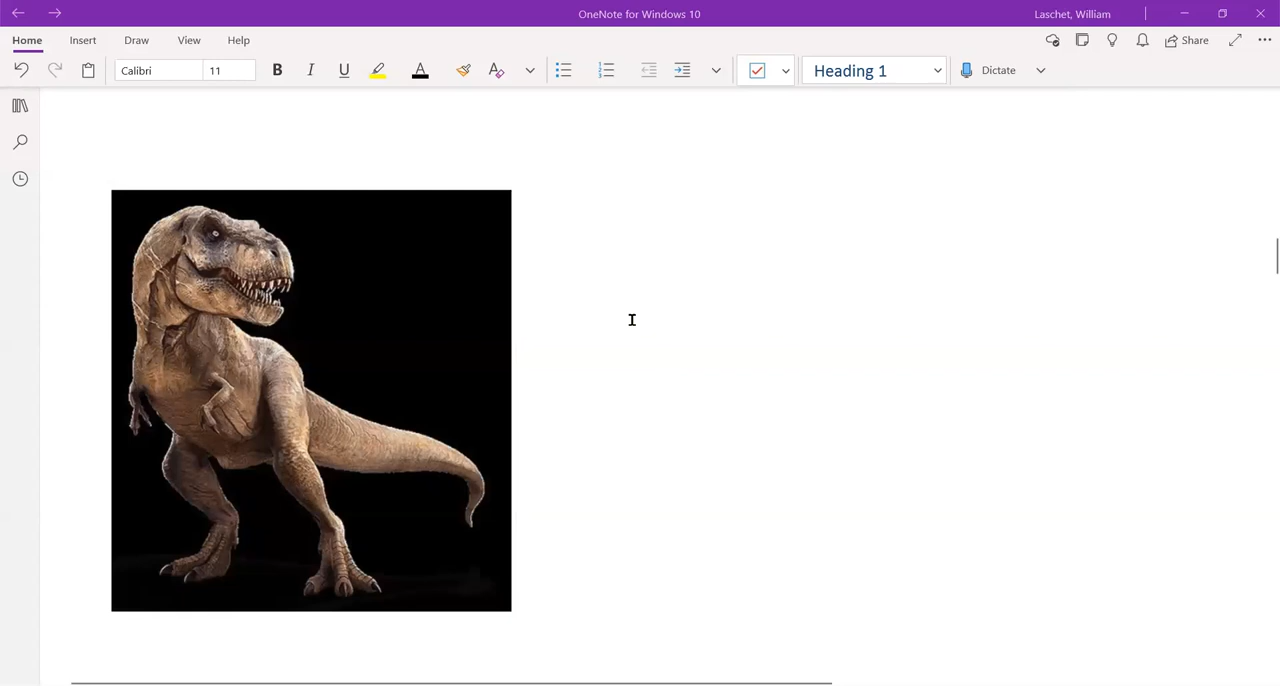 OneNote for Windows 10
Laschet, William
Home Insert Draw View Help
Share
Calibri 11 B I U A Heading 1 Dictate